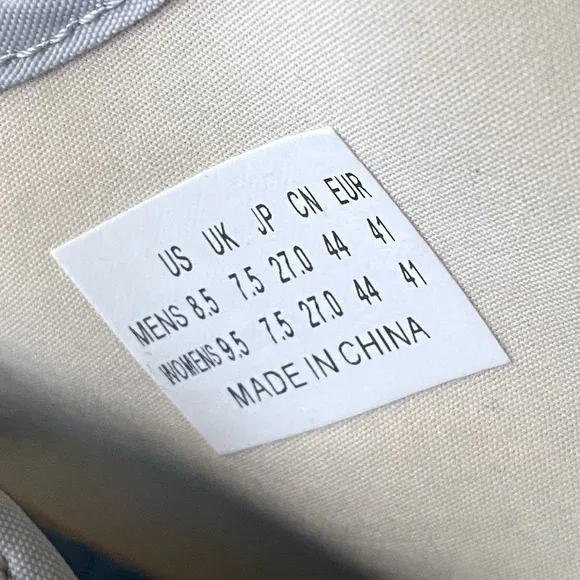 US UK JP CN EUR
MENS 8.5 7.5 27.0 44 41
WOMENS 9.5 7.5 27.0 44 41
MADE IN CHINA